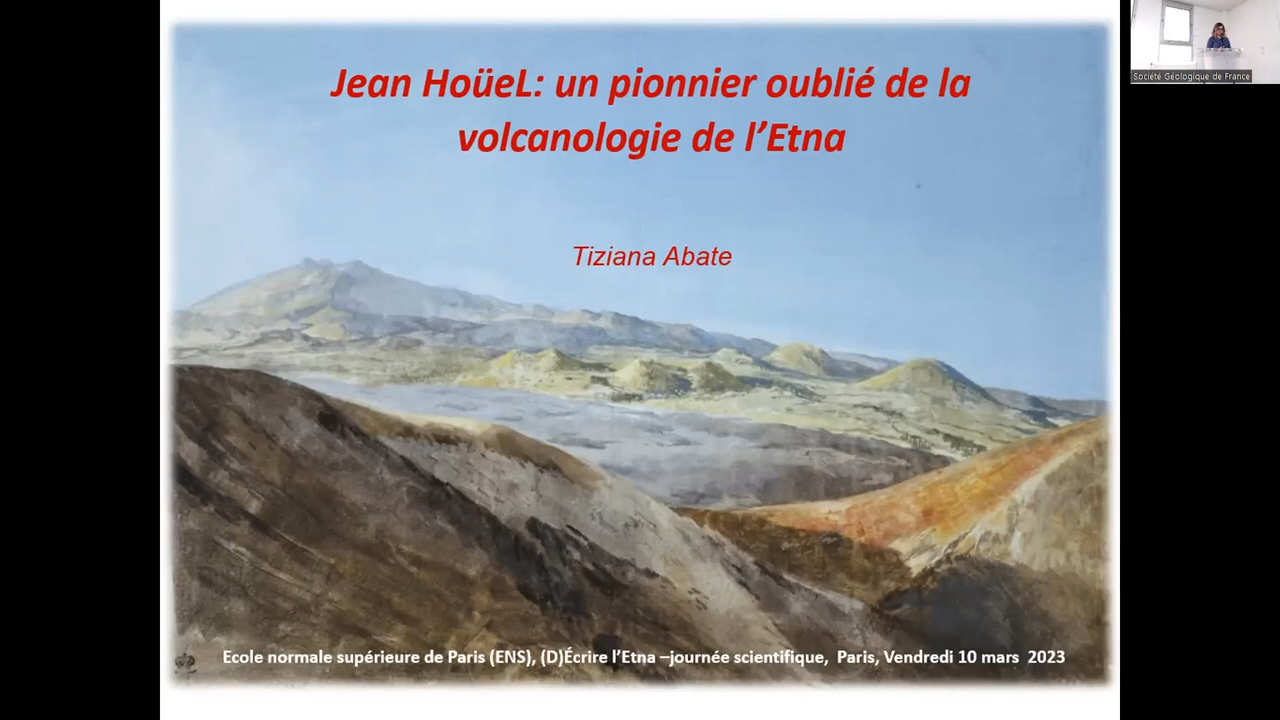 Jean HoüeL: un pionnier oublié de la
volcanologie de l’Etna
Tiziana Abate
Ecole normale supérieure de Paris (ENS), (D)Écrire l’Etna –journée scientifique, Paris, Vendredi 10 mars 2023
Société Géologique de France